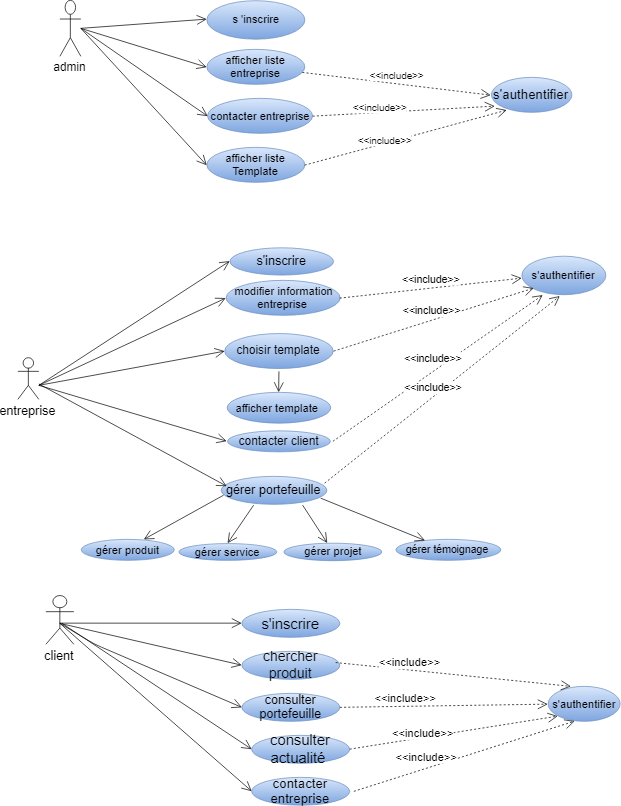 s 'inscrire
admin
afficher liste
entreprise
<<include>>
s'authentifier
contacter entreprise
<<include>>
<<include>>
afficher liste
Template
s'inscrire
s'authentifier
<<include>>
modifier information
entreprise
<<include>>
choisir template
<<include>>
<<include>>
entreprise
afficher template
contacter client
gérer portefeuille
gérer produit
gérer service
gérer projet
gérer témoignage
s'inscrire
client
chercher
produit
<<include>>
consulter
portefeuille
<<include>>
s'authentifier
<<include>>
consulter
actualité
<<include>>
contacter
entreprise